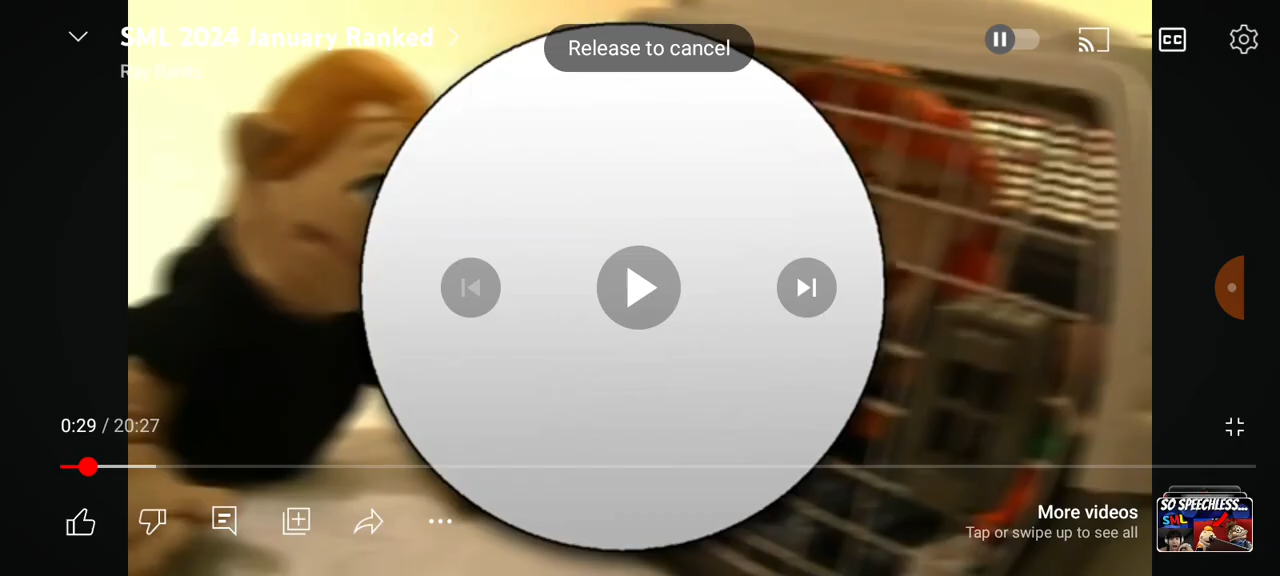 SML 2024 January Ranked
Release to cancel
CC
0:29 / 20:27
More videos
Tap or swipe up to see all
SO SPEECHLESS...
SML